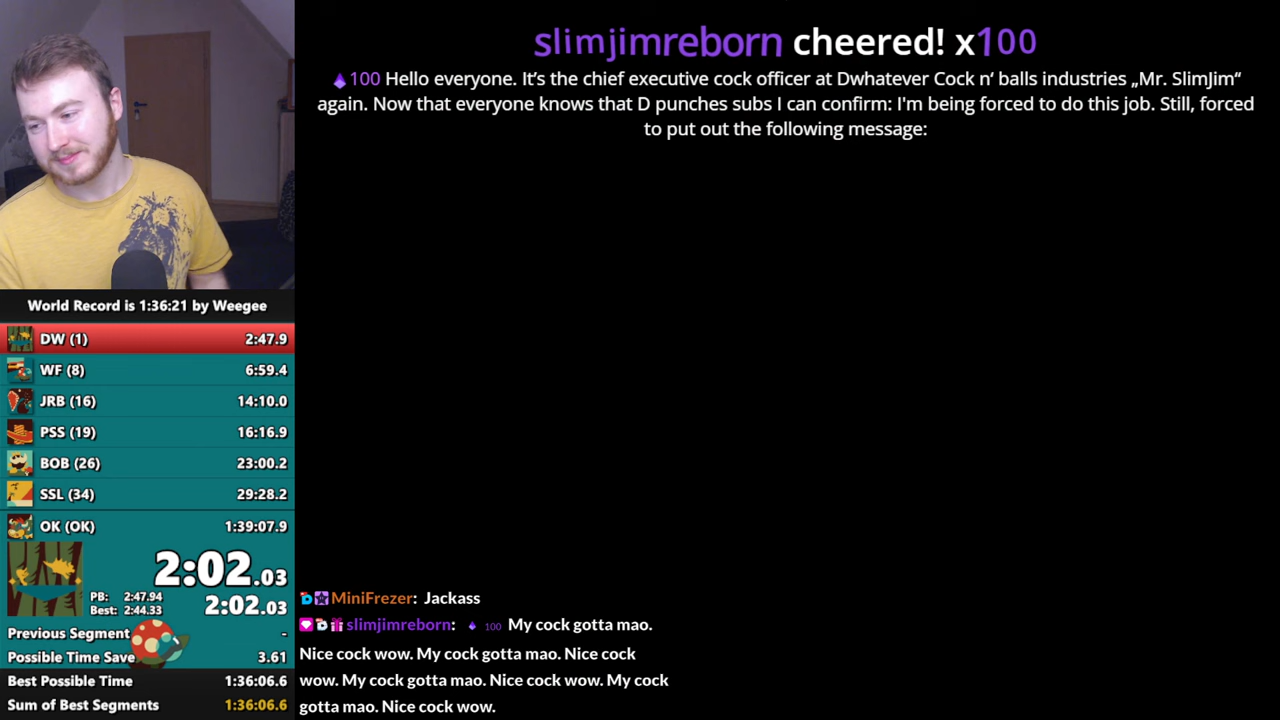 slimjimreborn cheered! x100
100 Hello everyone. It's the chief executive cock officer at Dwhatever Cock n' balls industries „Mr. SlimJim“
again. Now that everyone knows that D punches subs I can confirm: I'm being forced to do this job. Still, forced
to put out the following message:
World Record is 1:36:21 by Weegee
DW (1) 2:47.9
WF (8) 6:59.4
JRB (16) 14:10.0
PSS (19) 16:16.9
BOB (26) 23:00.2
SSL (34) 29:28.2
OK (OK) 1:39:07.9
2:02.03
PB: 2:47.94
Best: 2:44.33
2:02.03
Previous Segment -
Possible Time Save 3.61
Best Possible Time 1:36:06.6
Sum of Best Segments 1:36:06.6
MiniFrezer: Jackass
slimjimreborn: 100 My cock gotta mao.
Nice cock wow. My cock gotta mao. Nice cock
wow. My cock gotta mao. Nice cock wow. My cock
gotta mao. Nice cock wow.